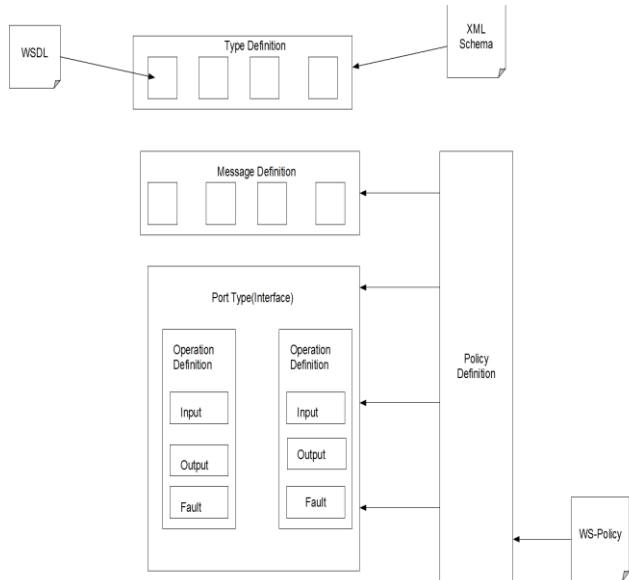 WSDL
Type Definition
XML
Schema
Message Definition
Port Type(Interface)
Operation
Definition
Input
Output
Fault
Operation
Definition
Input
Output
Fault
Policy
Definition
WS-Policy